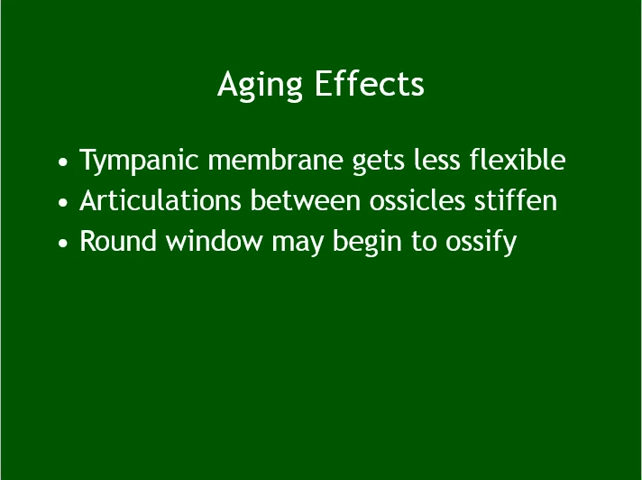 Aging Effects
• Tympanic membrane gets less flexible
• Articulations between ossicles stiffen
• Round window may begin to ossify